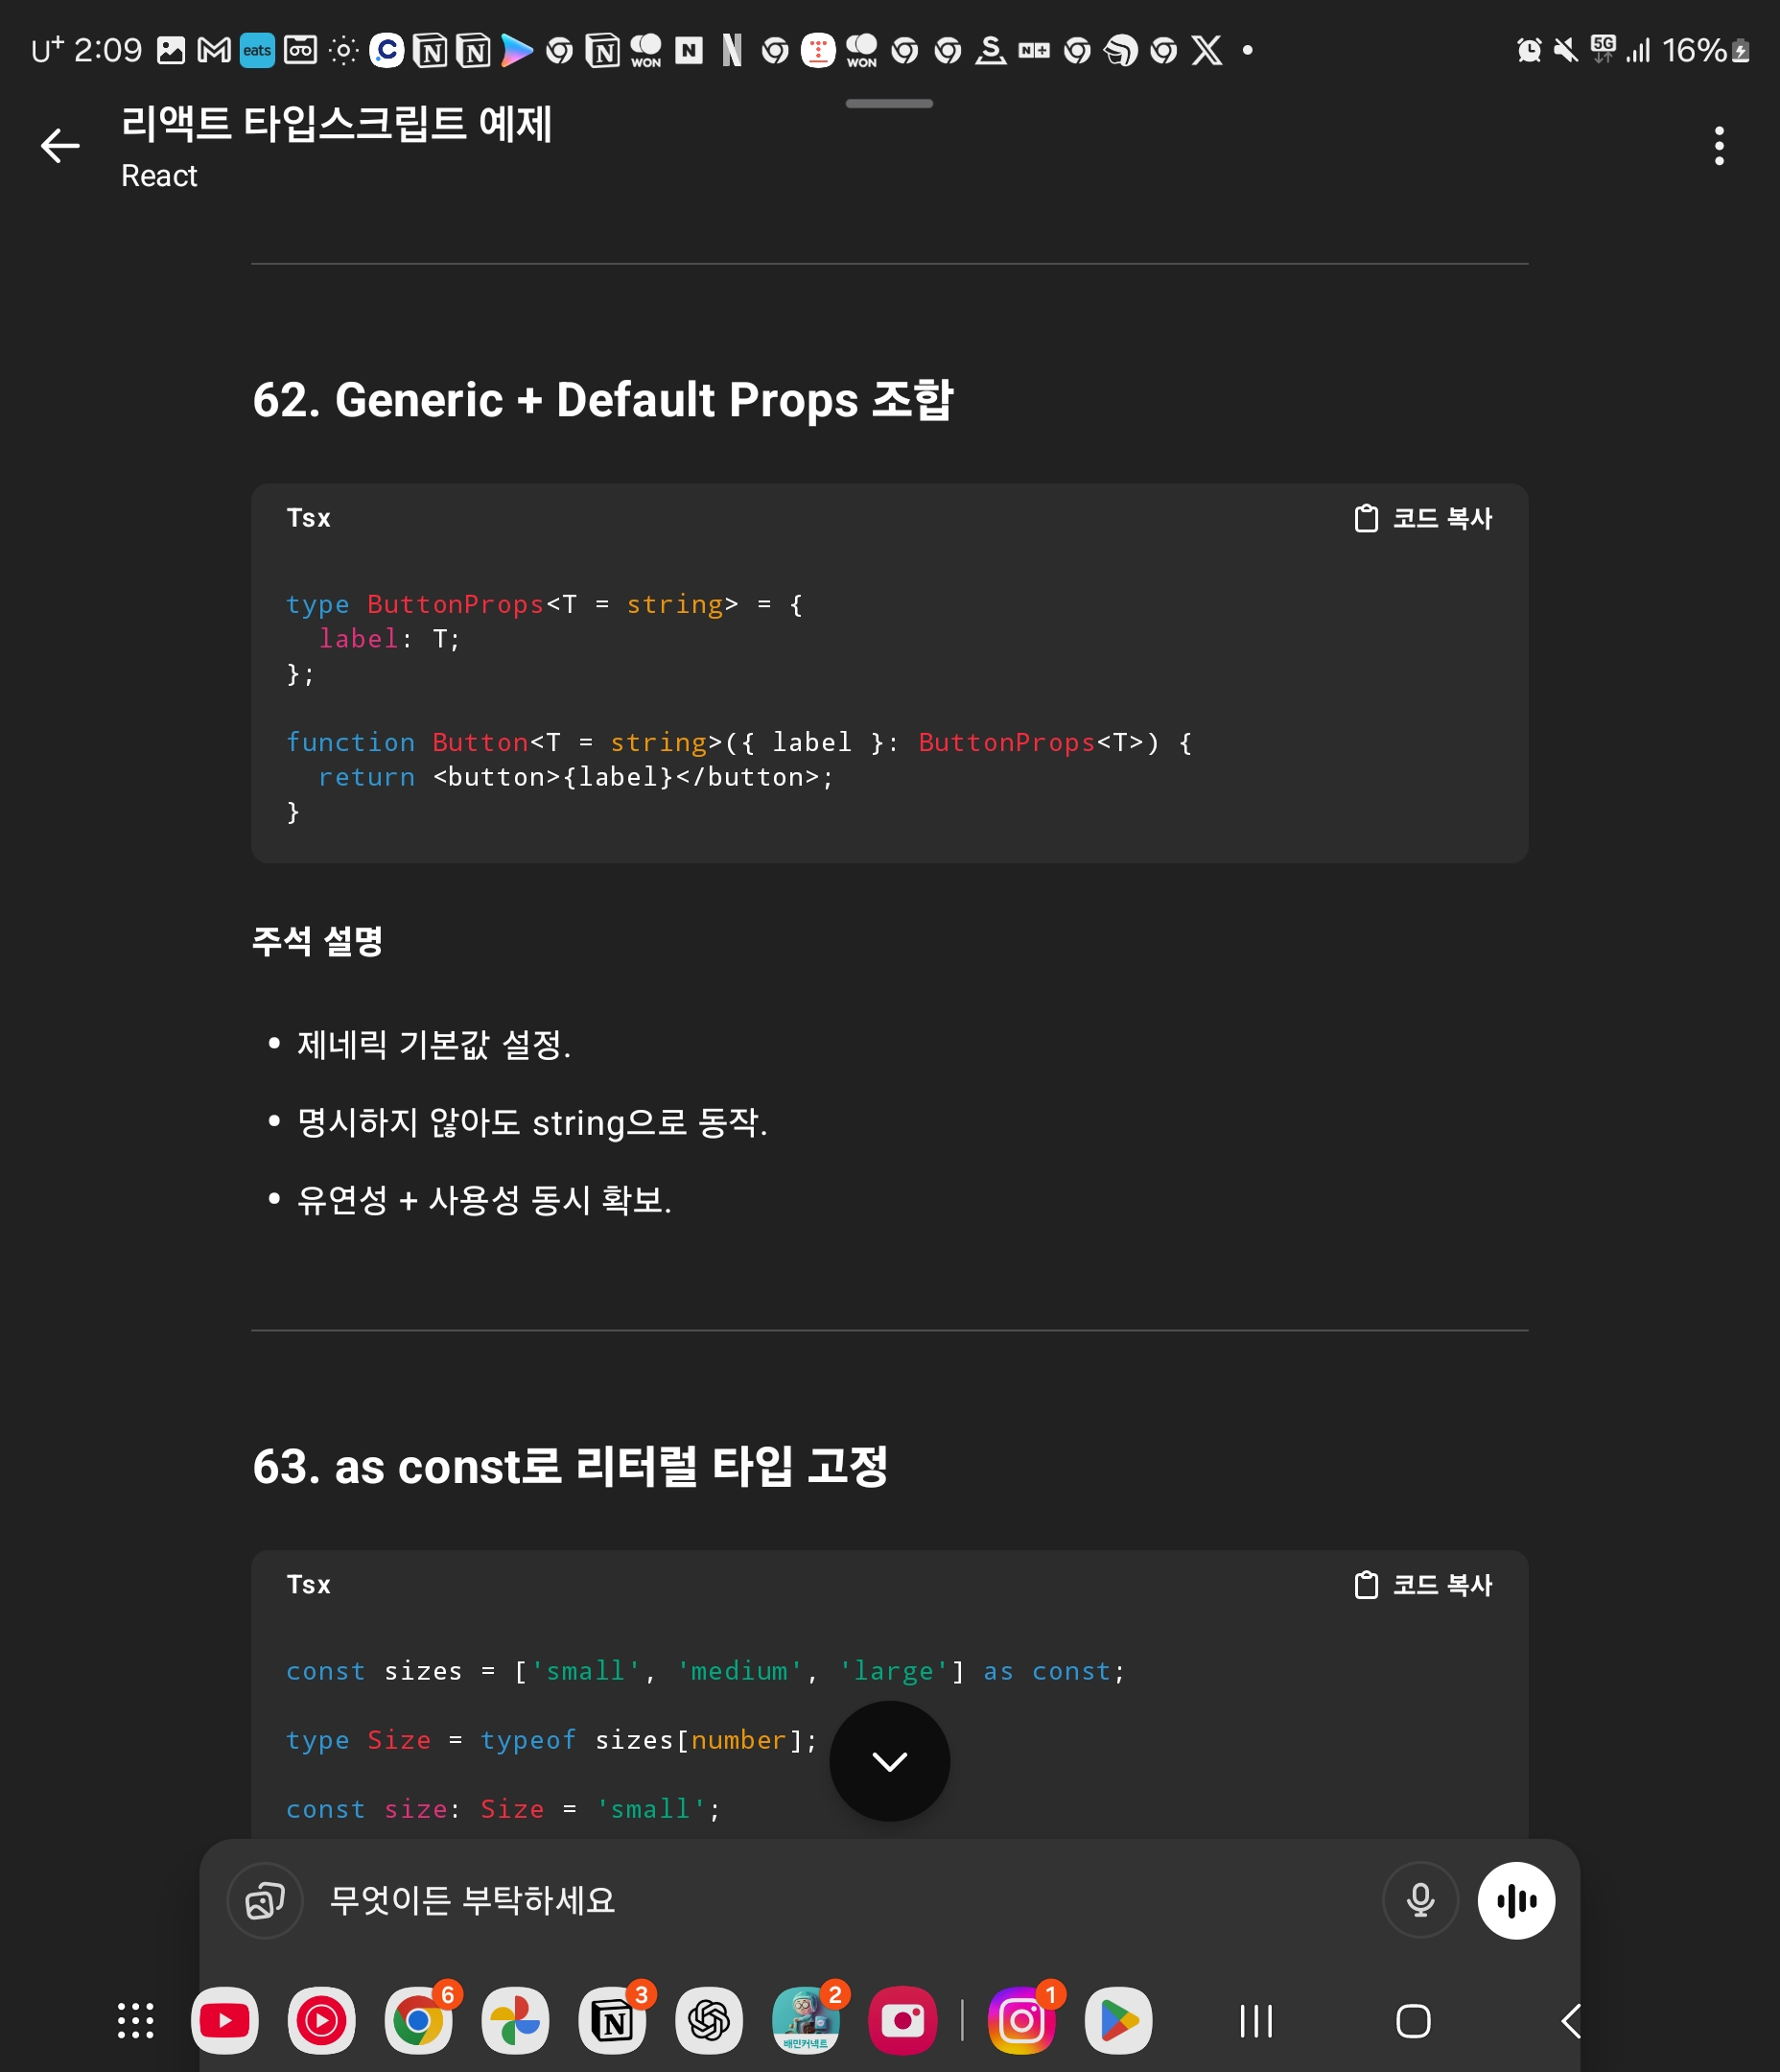 U+ 2:09 eats WON WON 5G 16%
리액트 타입스크립트 예제
React
62. Generic + Default Props 조합
Tsx 코드 복사
type ButtonProps<T = string> = {
  label: T;
};
function Button<T = string>({ label }: ButtonProps<T>) {
  return <button>{label}</button>;
}
주석 설명
• 제네릭 기본값 설정.
• 명시하지 않아도 string으로 동작.
• 유연성 + 사용성 동시 확보.
63. as const로 리터럴 타입 고정
Tsx 코드 복사
const sizes = ['small', 'medium', 'large'] as const;
type Size = typeof sizes[number];
const size: Size = 'small';
무엇이든 부탁하세요
6 3 2 1
배민커넥트